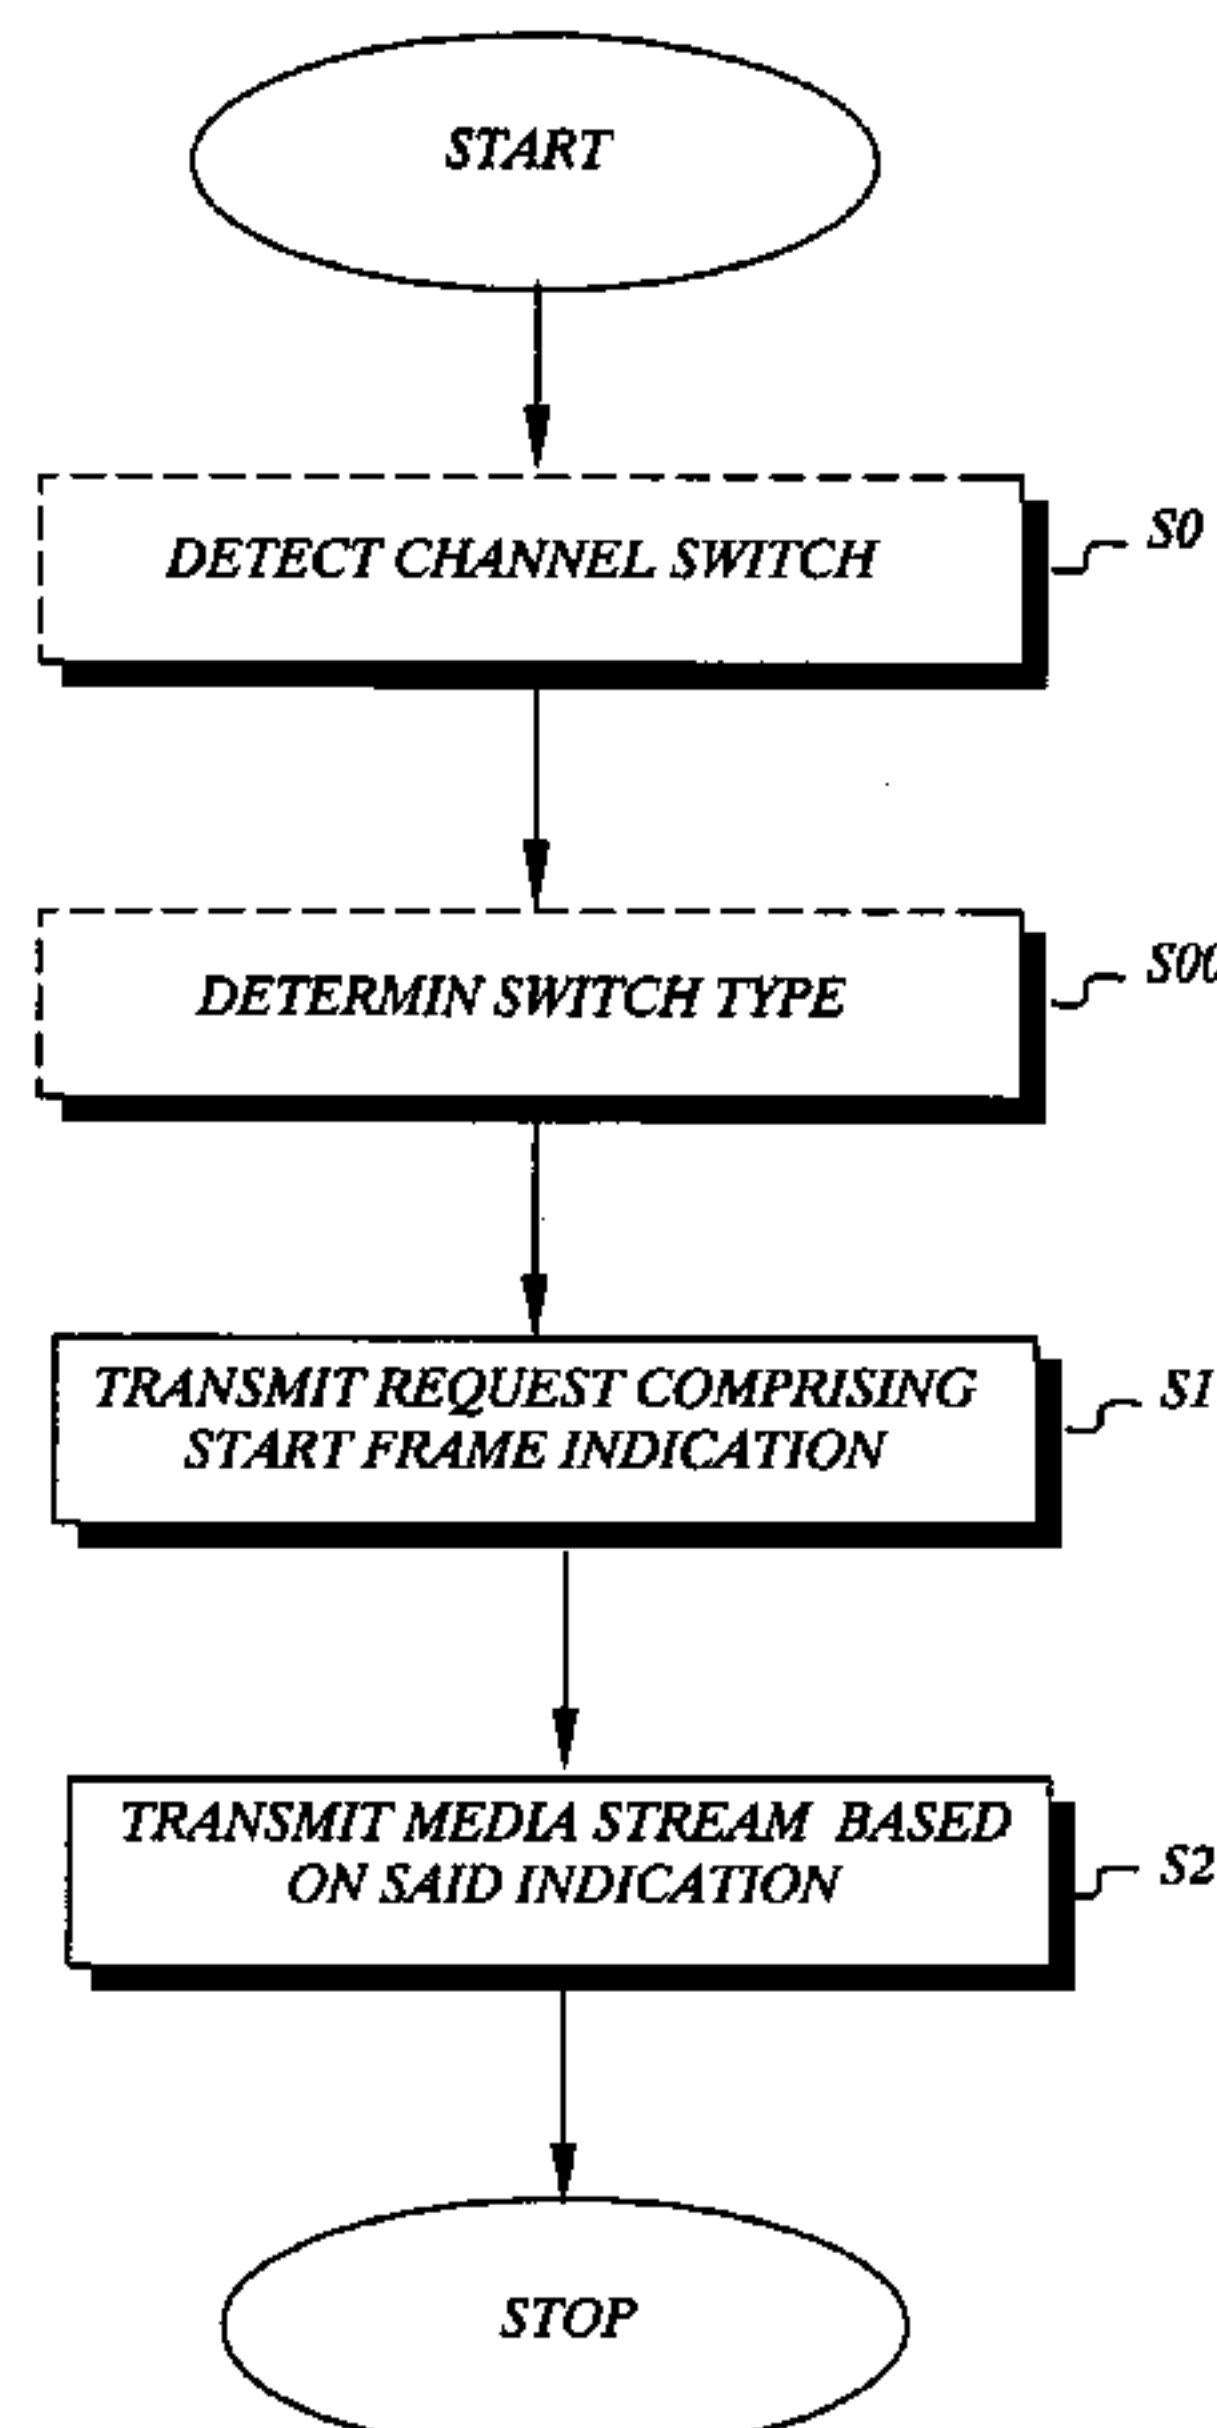 START
DETECT CHANNEL SWITCH
S0
DETERMIN SWITCH TYPE
S00
TRANSMIT REQUEST COMPRISING
START FRAME INDICATION
S1
TRANSMIT MEDIA STREAM BASED
ON SAID INDICATION
S2
STOP